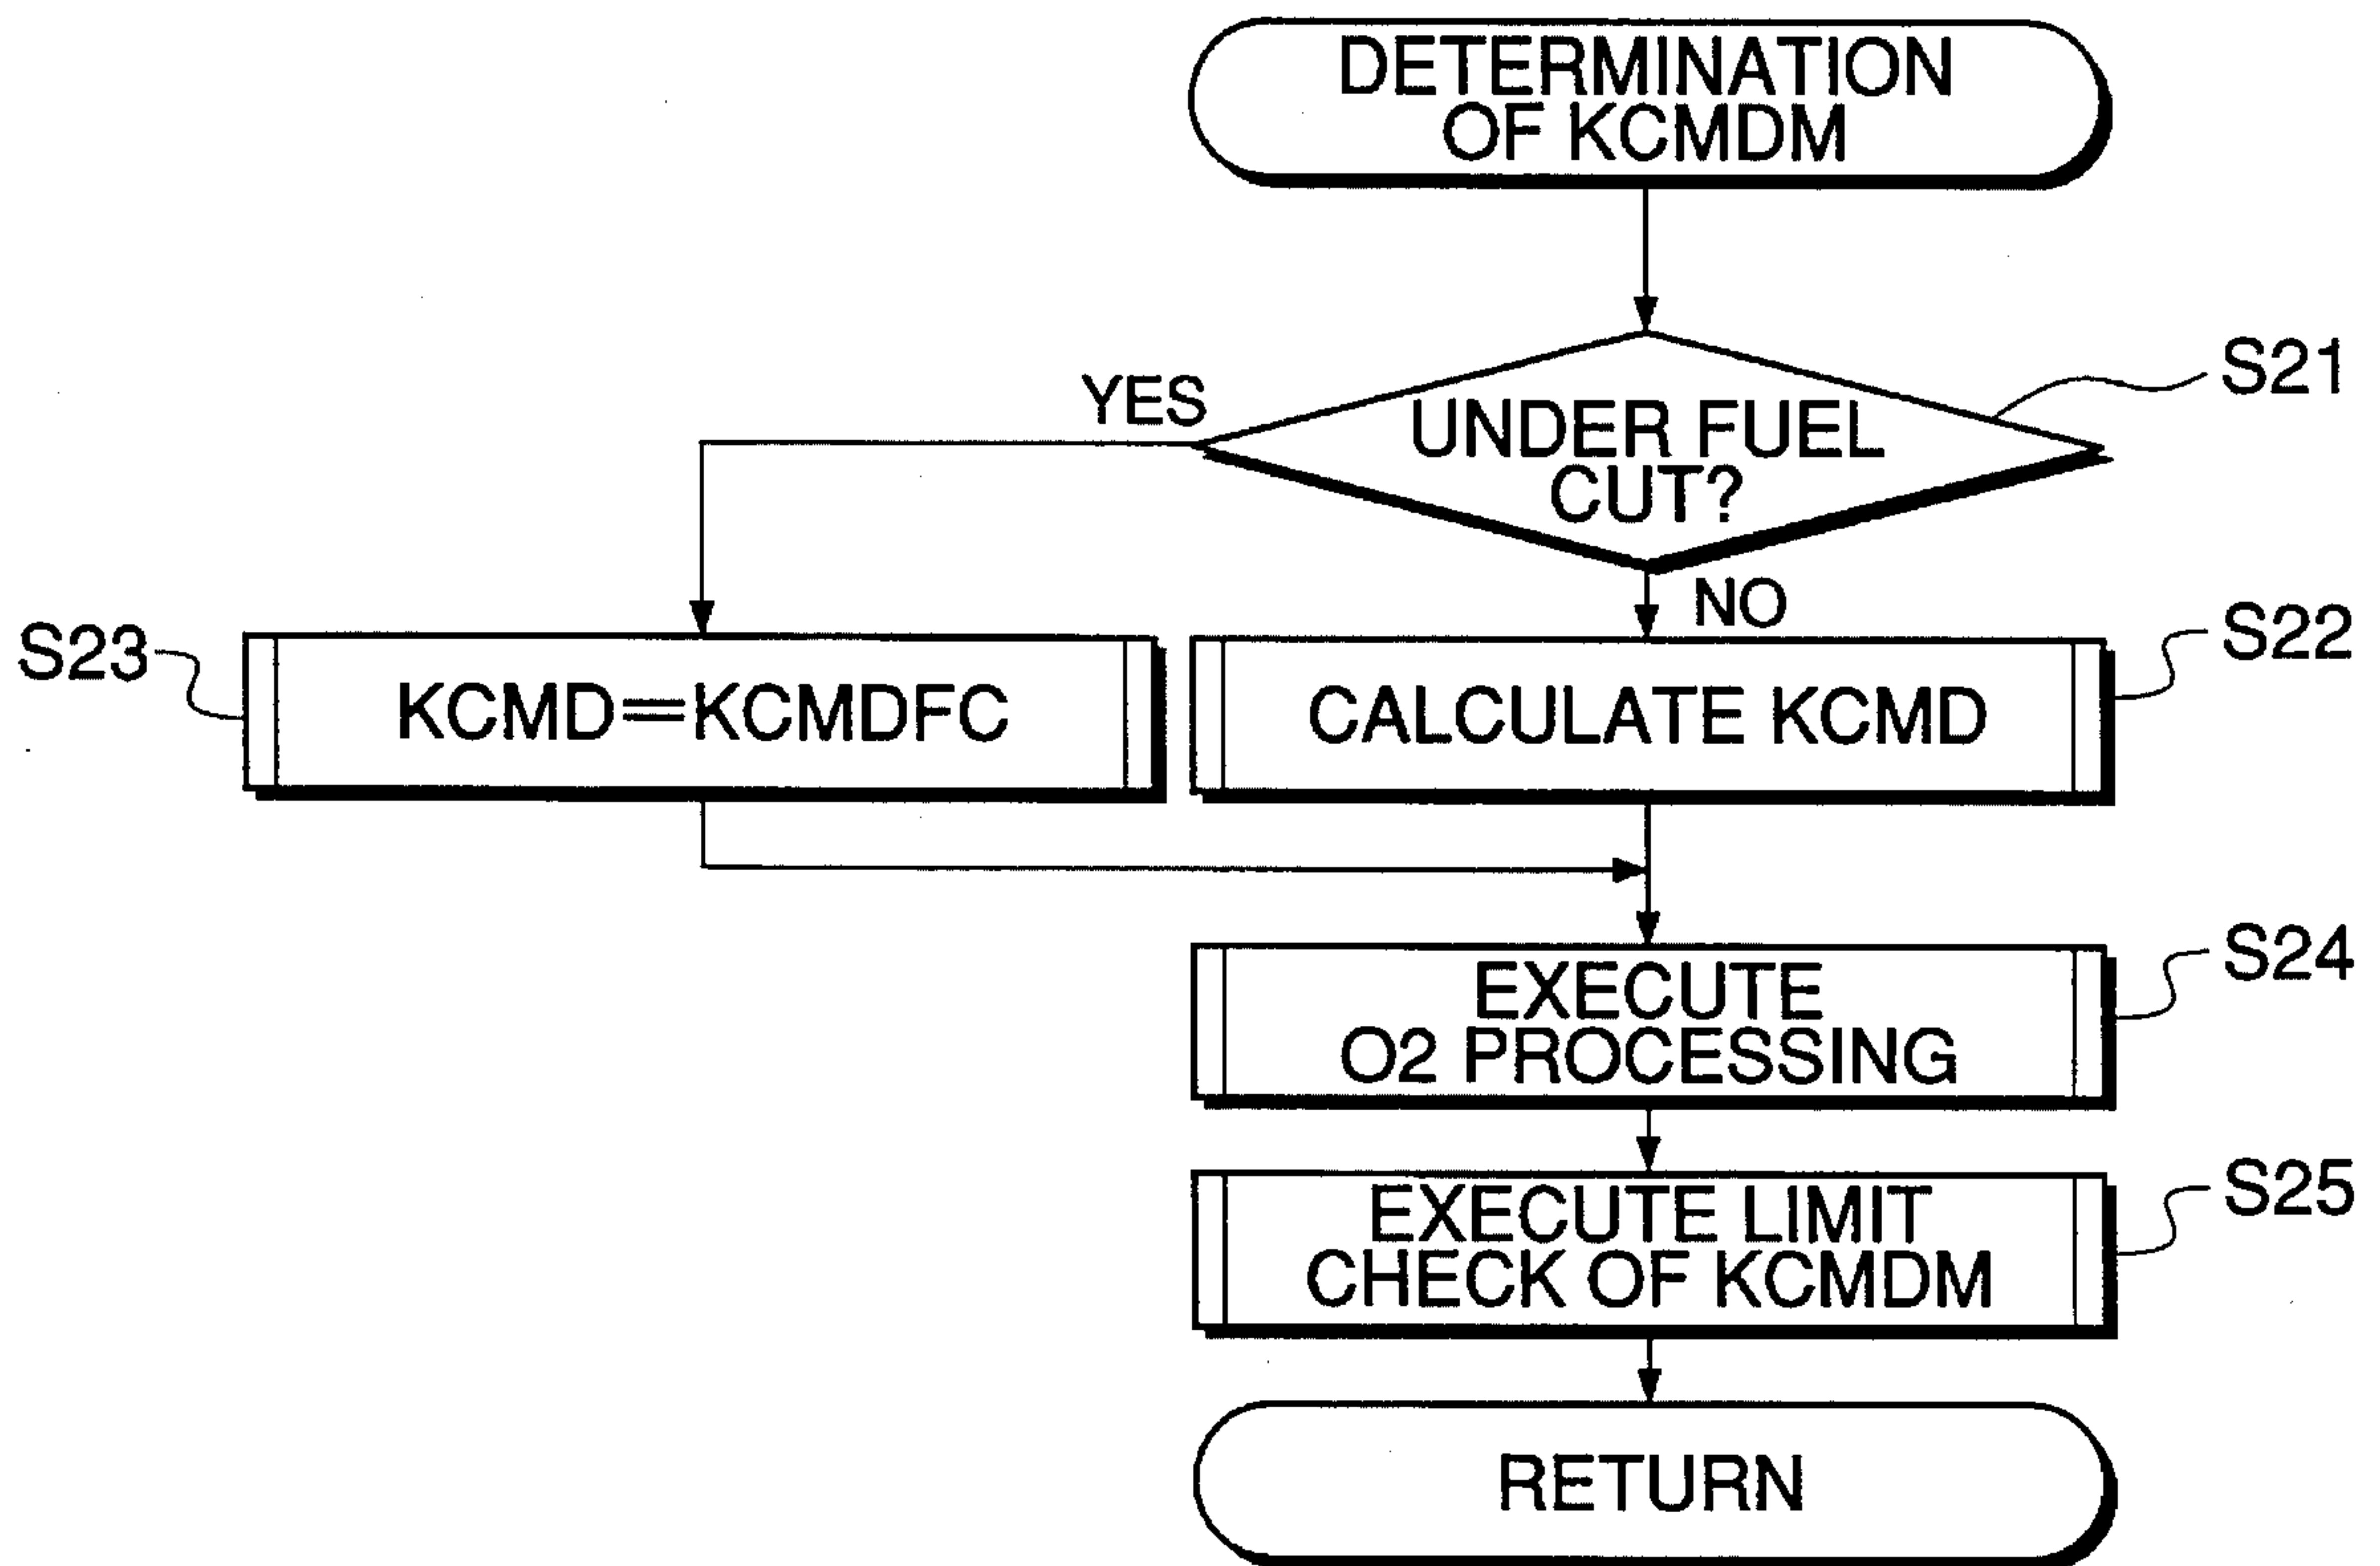 DETERMINATION
OF KCMDM
S21
YES
UNDER FUEL
CUT?
NO
S23
KCMD=KCMDFC
CALCULATE KCMD
S22
EXECUTE
O2 PROCESSING
S24
EXECUTE LIMIT
CHECK OF KCMDM
S25
RETURN